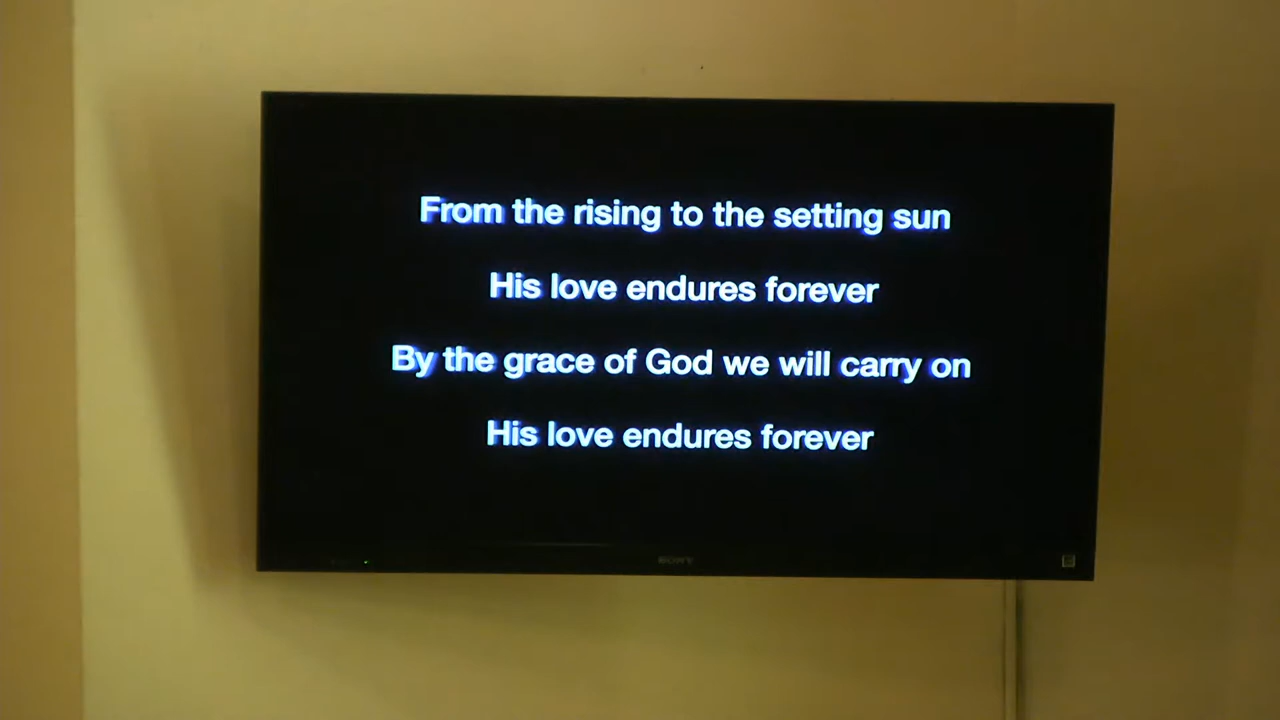 From the rising to the setting sun
His love endures forever
By the grace of God we will carry on
His love endures forever
SONY